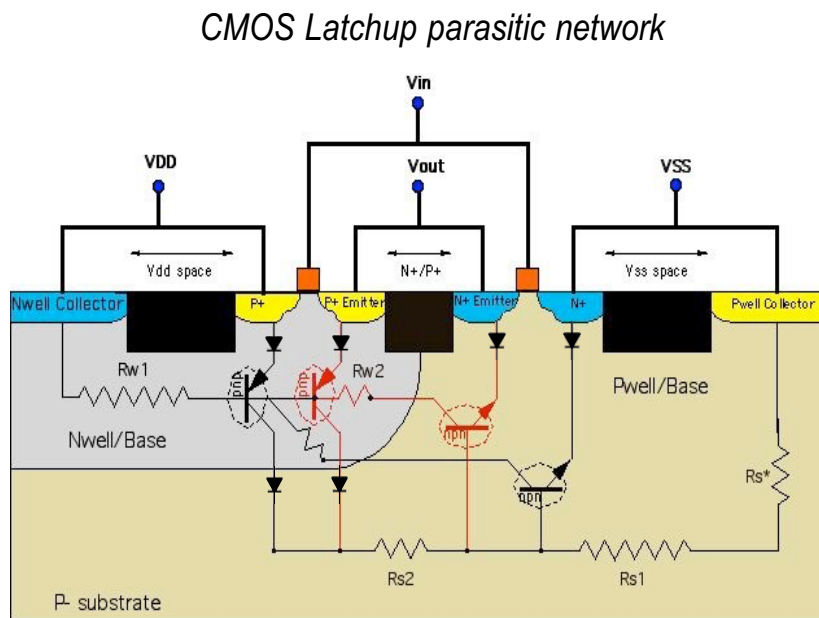 CMOS Latchup parasitic network
Vin
VDD
Vout
VSS
Vdd space
N+/P+
Vss space
Nwell Collector
P+
P+ Emitter
N+ Emitter
N+
Pwell Collector
Rw1
pnp
pnp
Rw2
Pwell/Base
npn
Nwell/Base
Rs*
npn
Rs2
Rs1
P- substrate